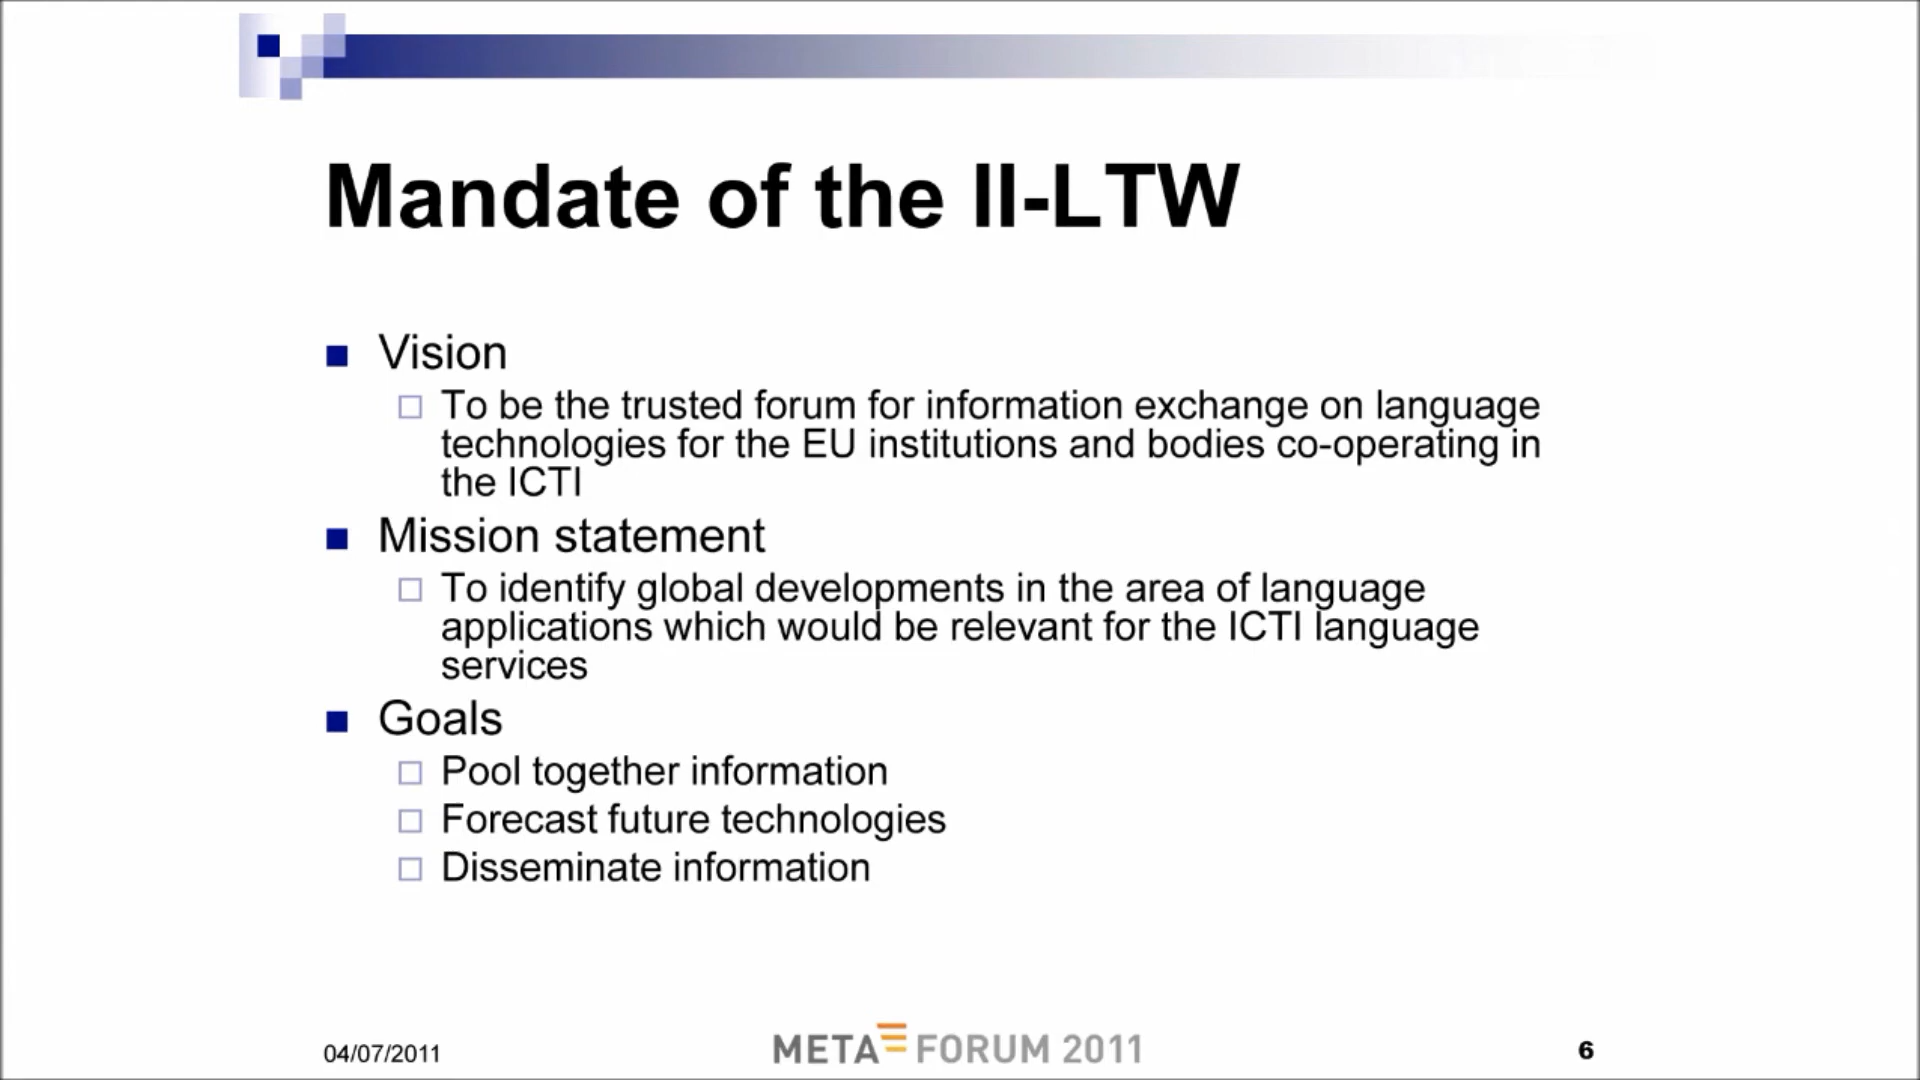 Mandate of the II-LTW
Vision
To be the trusted forum for information exchange on language
technologies for the EU institutions and bodies co-operating in
the ICTI
Mission statement
To identify global developments in the area of language
applications which would be relevant for the ICTI language
services
Goals
Pool together information
Forecast future technologies
Disseminate information
04/07/2011
META FORUM 2011
6